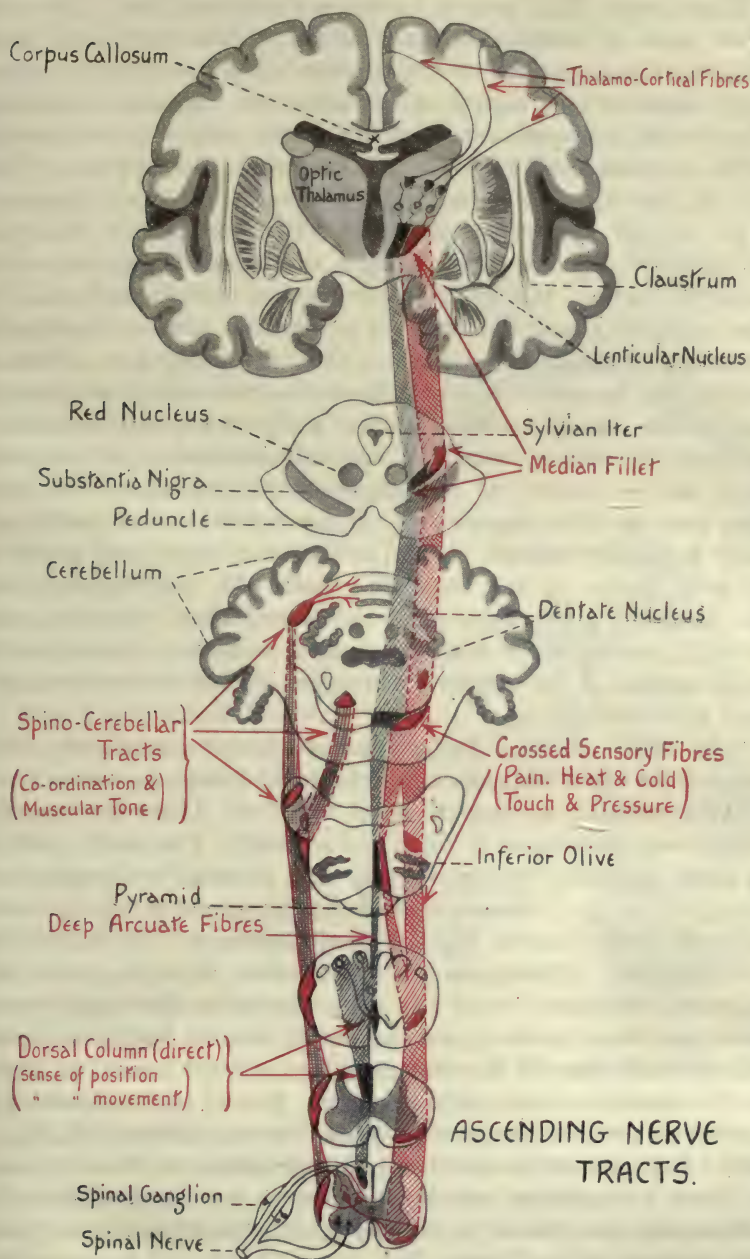 Corpus Callosum
Thalamo-Cortical Fibres
Optic
Thalamus
Claustrum
Lenticular Nucleus
Red Nucleus
Sylvian Iter
Median Fillet
Substantia Nigra
Peduncle
Cerebellum
Dentate Nucleus
Spino-Cerebellar
Tracts
(Co-ordination &
Muscular Tone)
Crossed Sensory Fibres
(Pain. Heat & Cold
Touch & Pressure)
Inferior Olive
Pyramid
Deep Arcuate Fibres
Dorsal Column (direct)
(sense of position
" " movement)
ASCENDING NERVE
TRACTS.
Spinal Ganglion
Spinal Nerve